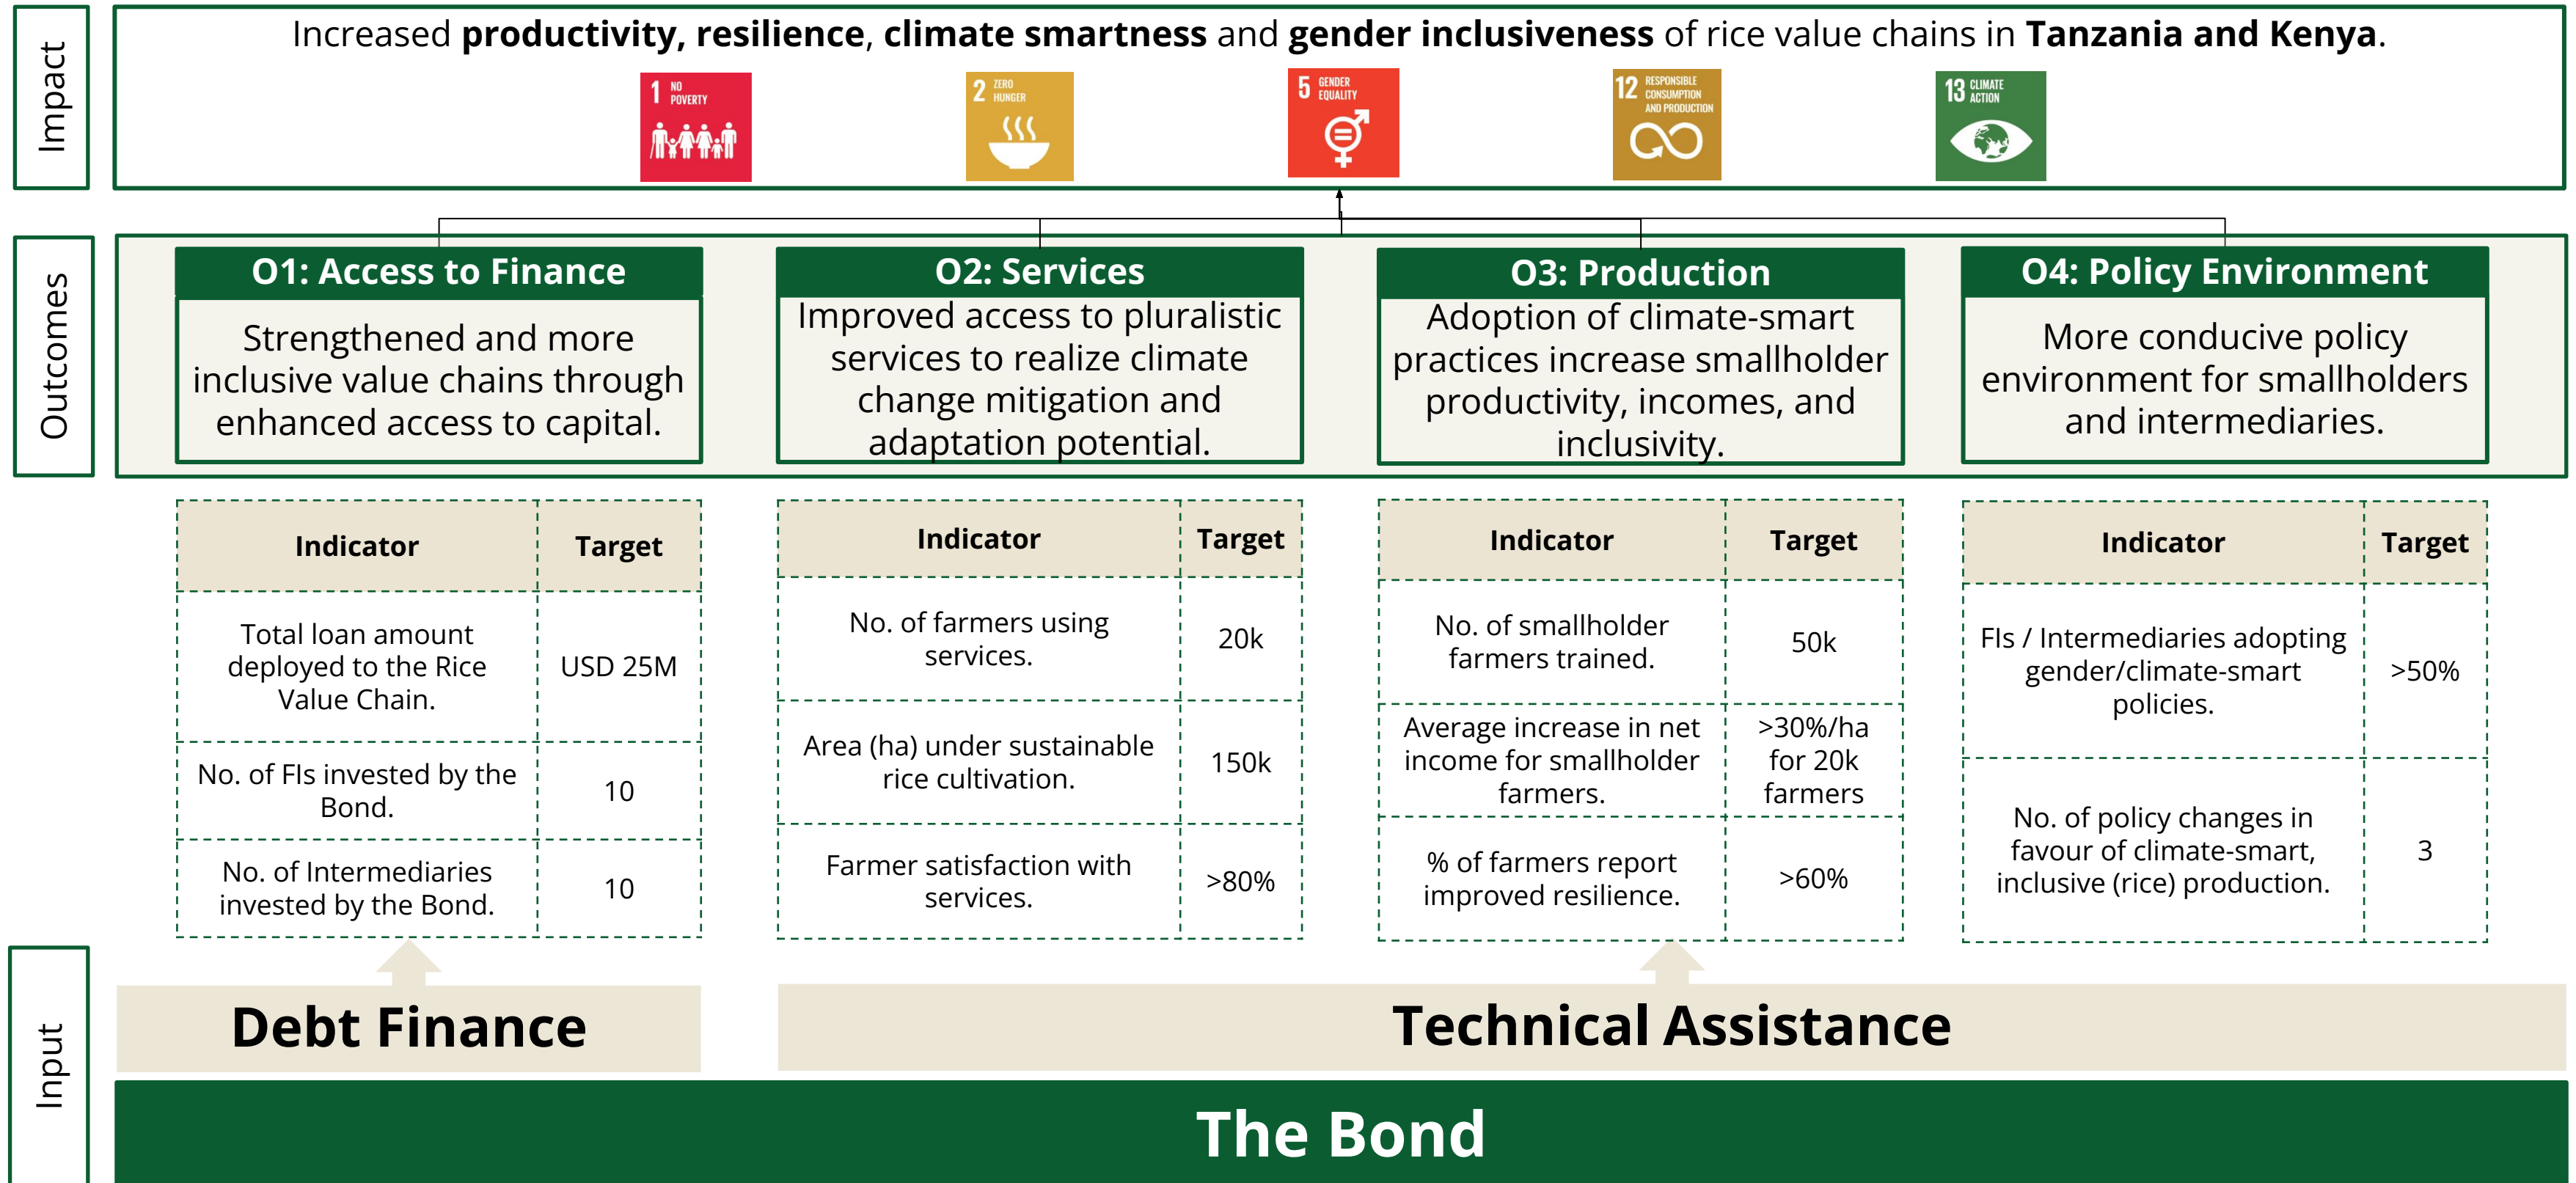 Impact
Increased productivity, resilience, climate smartness and gender inclusiveness of rice value chains in Tanzania and Kenya.
1 NO
POVERTY
2 ZERO
HUNGER
5 GENDER
EQUALITY
12 RESPONSIBLE
CONSUMPTION
AND PRODUCTION
13 CLIMATE
ACTION
Outcomes
O1: Access to Finance
Strengthened and more
inclusive value chains through
enhanced access to capital.
O2: Services
Improved access to pluralistic
services to realize climate
change mitigation and
adaptation potential.
O3: Production
Adoption of climate-smart
practices increase smallholder
productivity, incomes, and
inclusivity.
O4: Policy Environment
More conducive policy
environment for smallholders
and intermediaries.
Indicator
Target
Total loan amount
deployed to the Rice
Value Chain.
USD 25M
No. of FIs invested by the
Bond.
10
No. of Intermediaries
invested by the Bond.
10
Indicator
Target
No. of farmers using
services.
20k
Area (ha) under sustainable
rice cultivation.
150k
Farmer satisfaction with
services.
>80%
Indicator
Target
No. of smallholder
farmers trained.
50k
Average increase in net
income for smallholder
farmers.
>30%/ha
for 20k
farmers
% of farmers report
improved resilience.
>60%
Indicator
Target
FIs / Intermediaries adopting
gender/climate-smart
policies.
>50%
No. of policy changes in
favour of climate-smart,
inclusive (rice) production.
3
Input
Debt Finance
Technical Assistance
The Bond